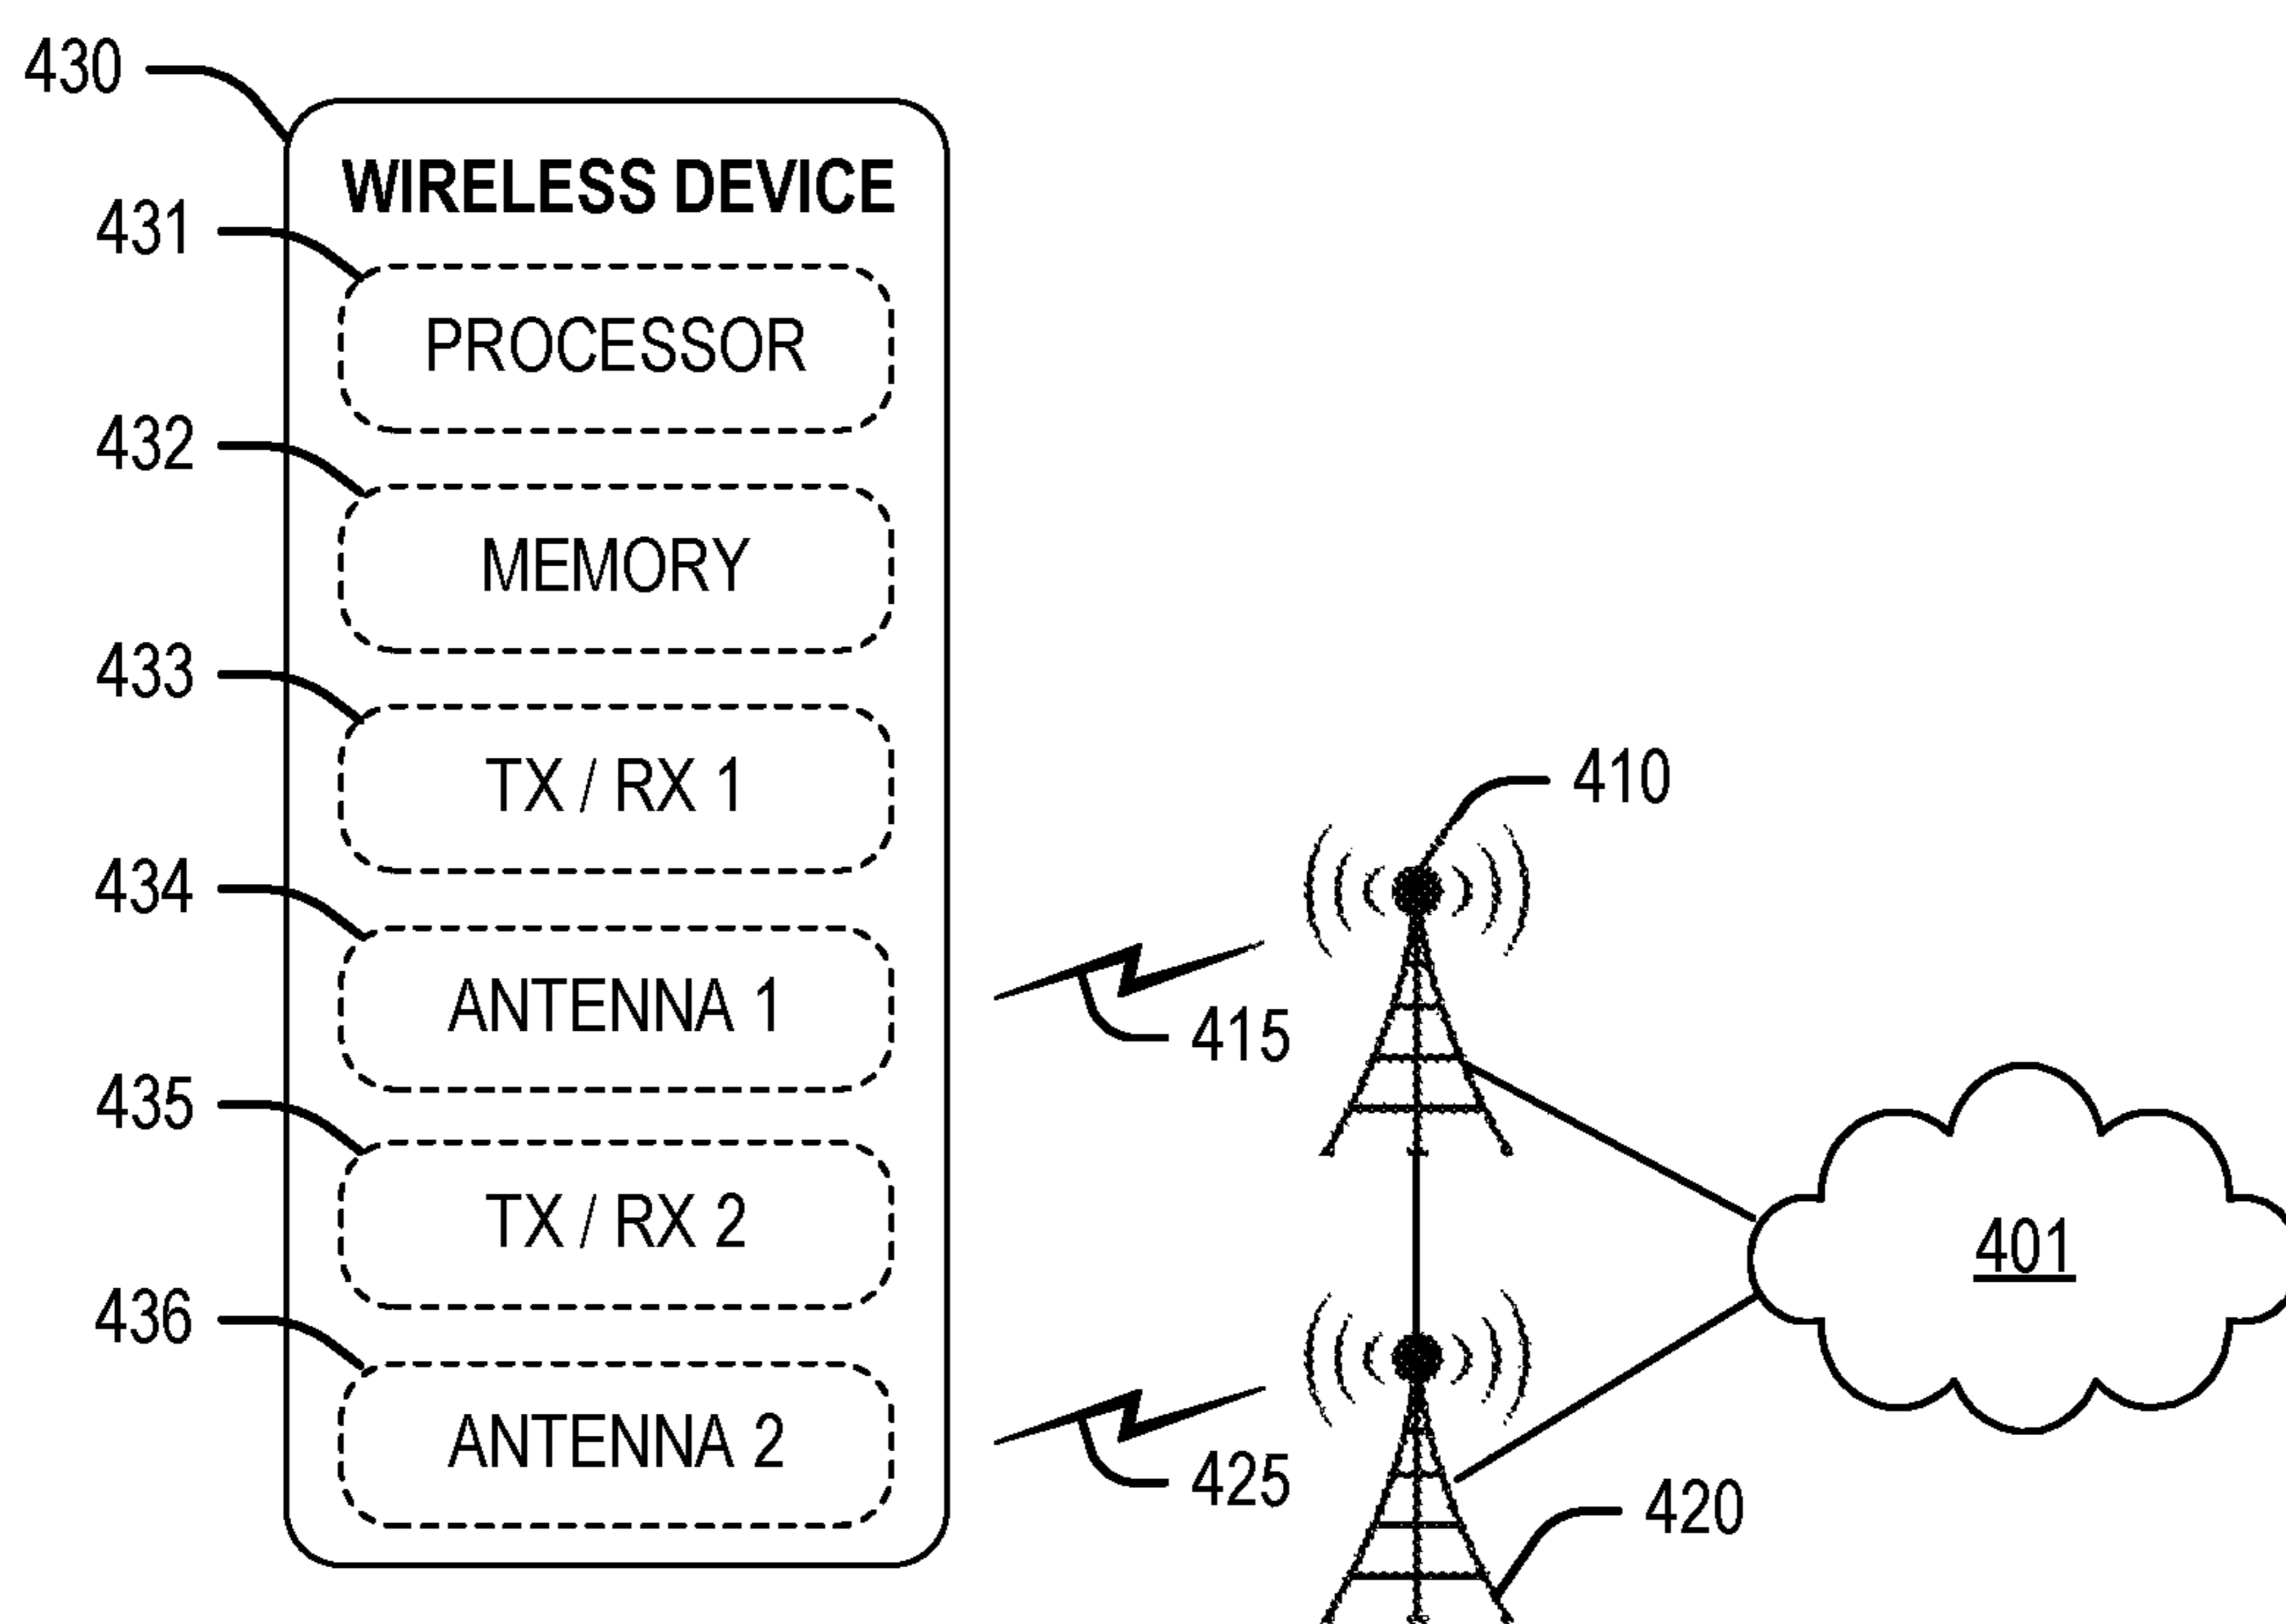 430
WIRELESS DEVICE
431
PROCESSOR
432
MEMORY
433
TX / RX 1
410
434
ANTENNA 1
415
435
TX / RX 2
401
436
ANTENNA 2
425
420